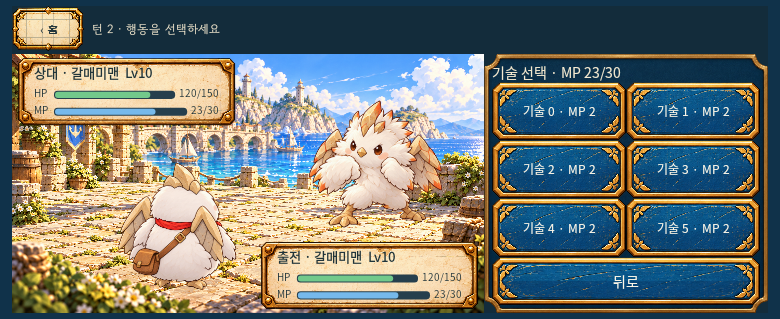 ‹ 홈
턴 2 · 행동을 선택하세요
상대 · 갈매미맨 Lv10
HP 120/150
MP 23/30
출전 · 갈매미맨 Lv10
HP 120/150
MP 23/30
기술 선택 · MP 23/30
기술 0 · MP 2
기술 1 · MP 2
기술 2 · MP 2
기술 3 · MP 2
기술 4 · MP 2
기술 5 · MP 2
뒤로